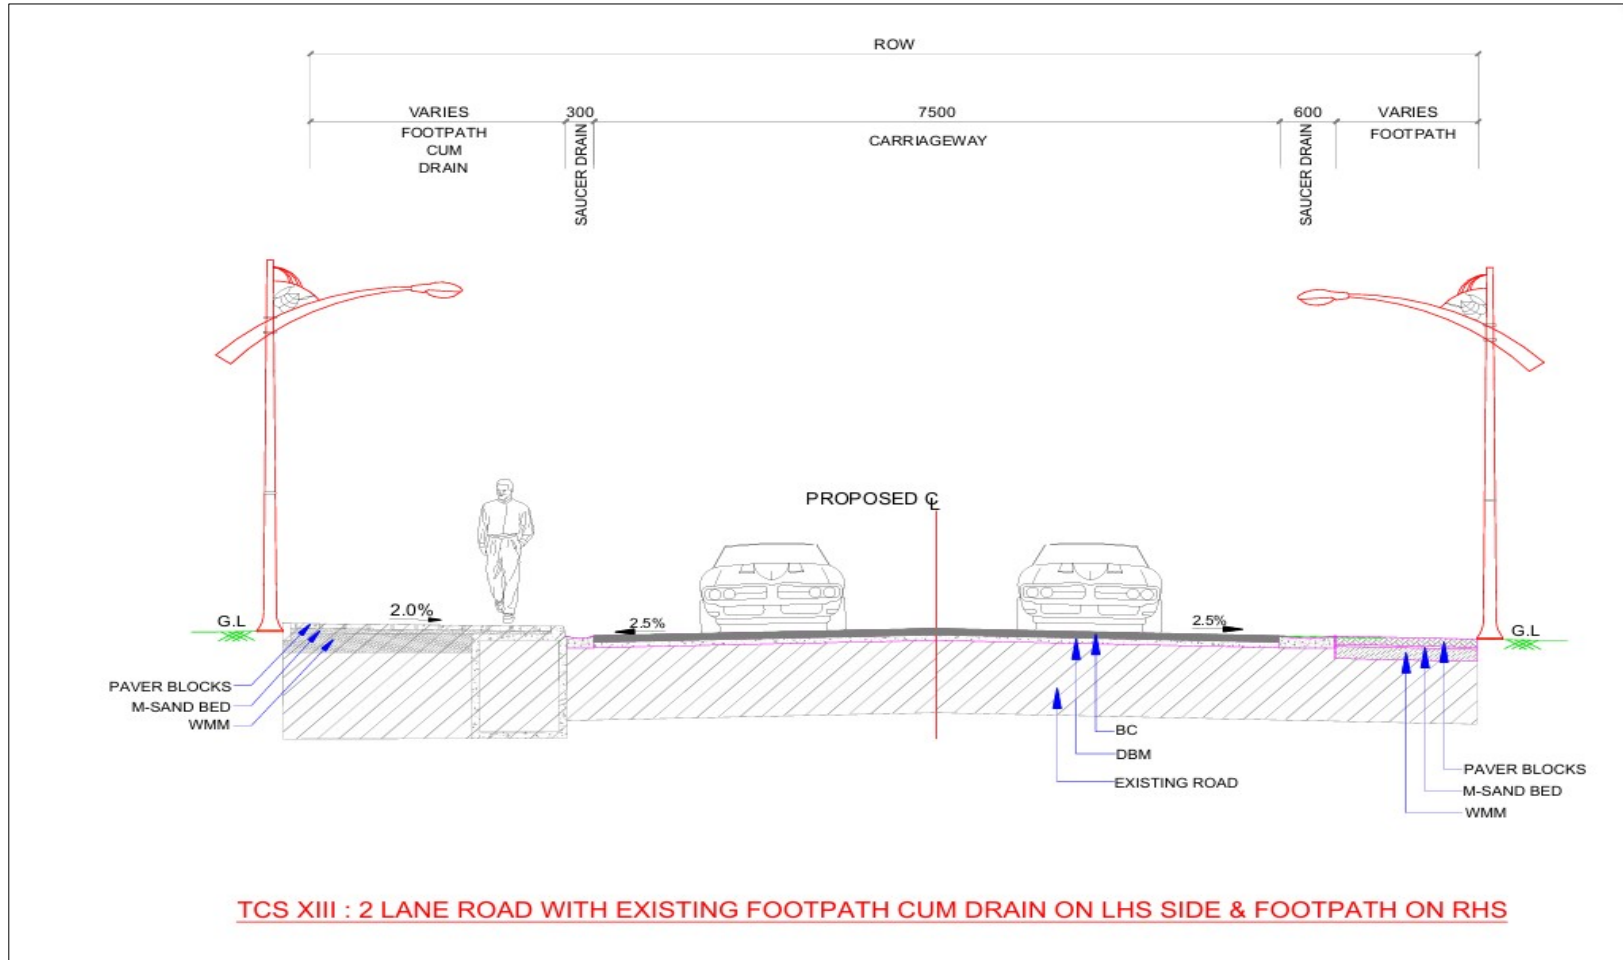 ROW
VARIES
300
7500
600
VARIES
FOOTPATH
CUM
DRAIN
SAUCER DRAIN
CARRIAGEWAY
SAUCER DRAIN
FOOTPATH
PROPOSED CL
G.L
2.0%
2.5%
2.5%
G.L
PAVER BLOCKS
M-SAND BED
WMM
BC
DBM
EXISTING ROAD
PAVER BLOCKS
M-SAND BED
WMM
TCS XIII : 2 LANE ROAD WITH EXISTING FOOTPATH CUM DRAIN ON LHS SIDE & FOOTPATH ON RHS